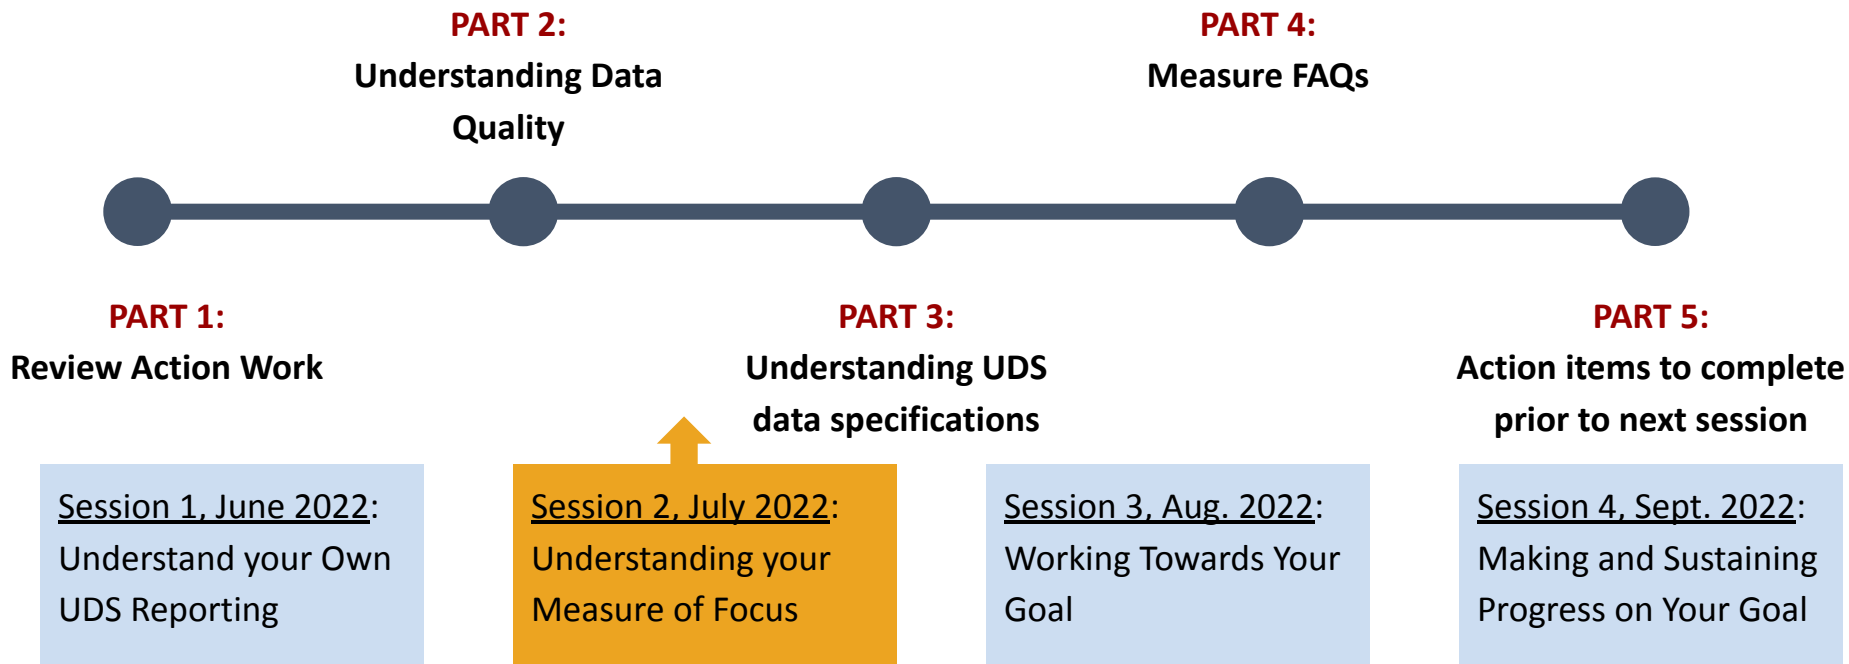 PART 2:
Understanding Data
Quality
PART 4:
Measure FAQs
PART 1:
Review Action Work
PART 3:
Understanding UDS
data specifications
PART 5:
Action items to complete
prior to next session
Session 1, June 2022:
Understand your Own
UDS Reporting
Session 2, July 2022:
Understanding your
Measure of Focus
Session 3, Aug. 2022:
Working Towards Your
Goal
Session 4, Sept. 2022:
Making and Sustaining
Progress on Your Goal